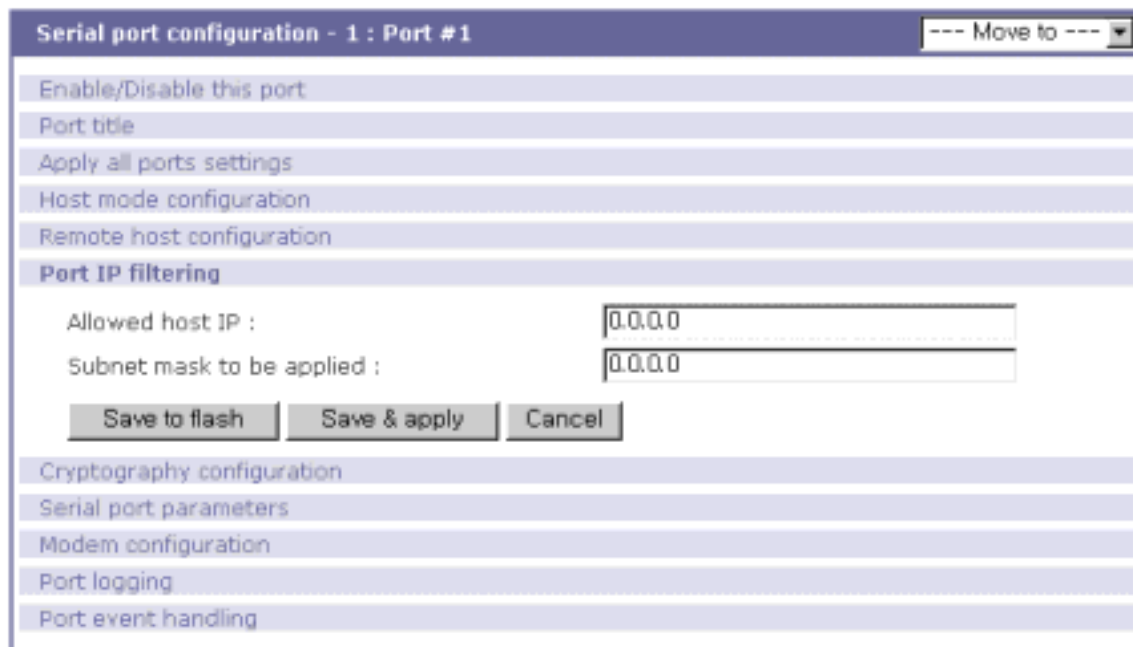 Serial port configuration - 1 : Port #1
--- Move to ---
Enable/Disable this port
Port title
Apply all ports settings
Host mode configuration
Remote host configuration
Port IP filtering
Allowed host IP : 0.0.0.0
Subnet mask to be applied : 0.0.0.0
Save to flash Save & apply Cancel
Cryptography configuration
Serial port parameters
Modem configuration
Port logging
Port event handling